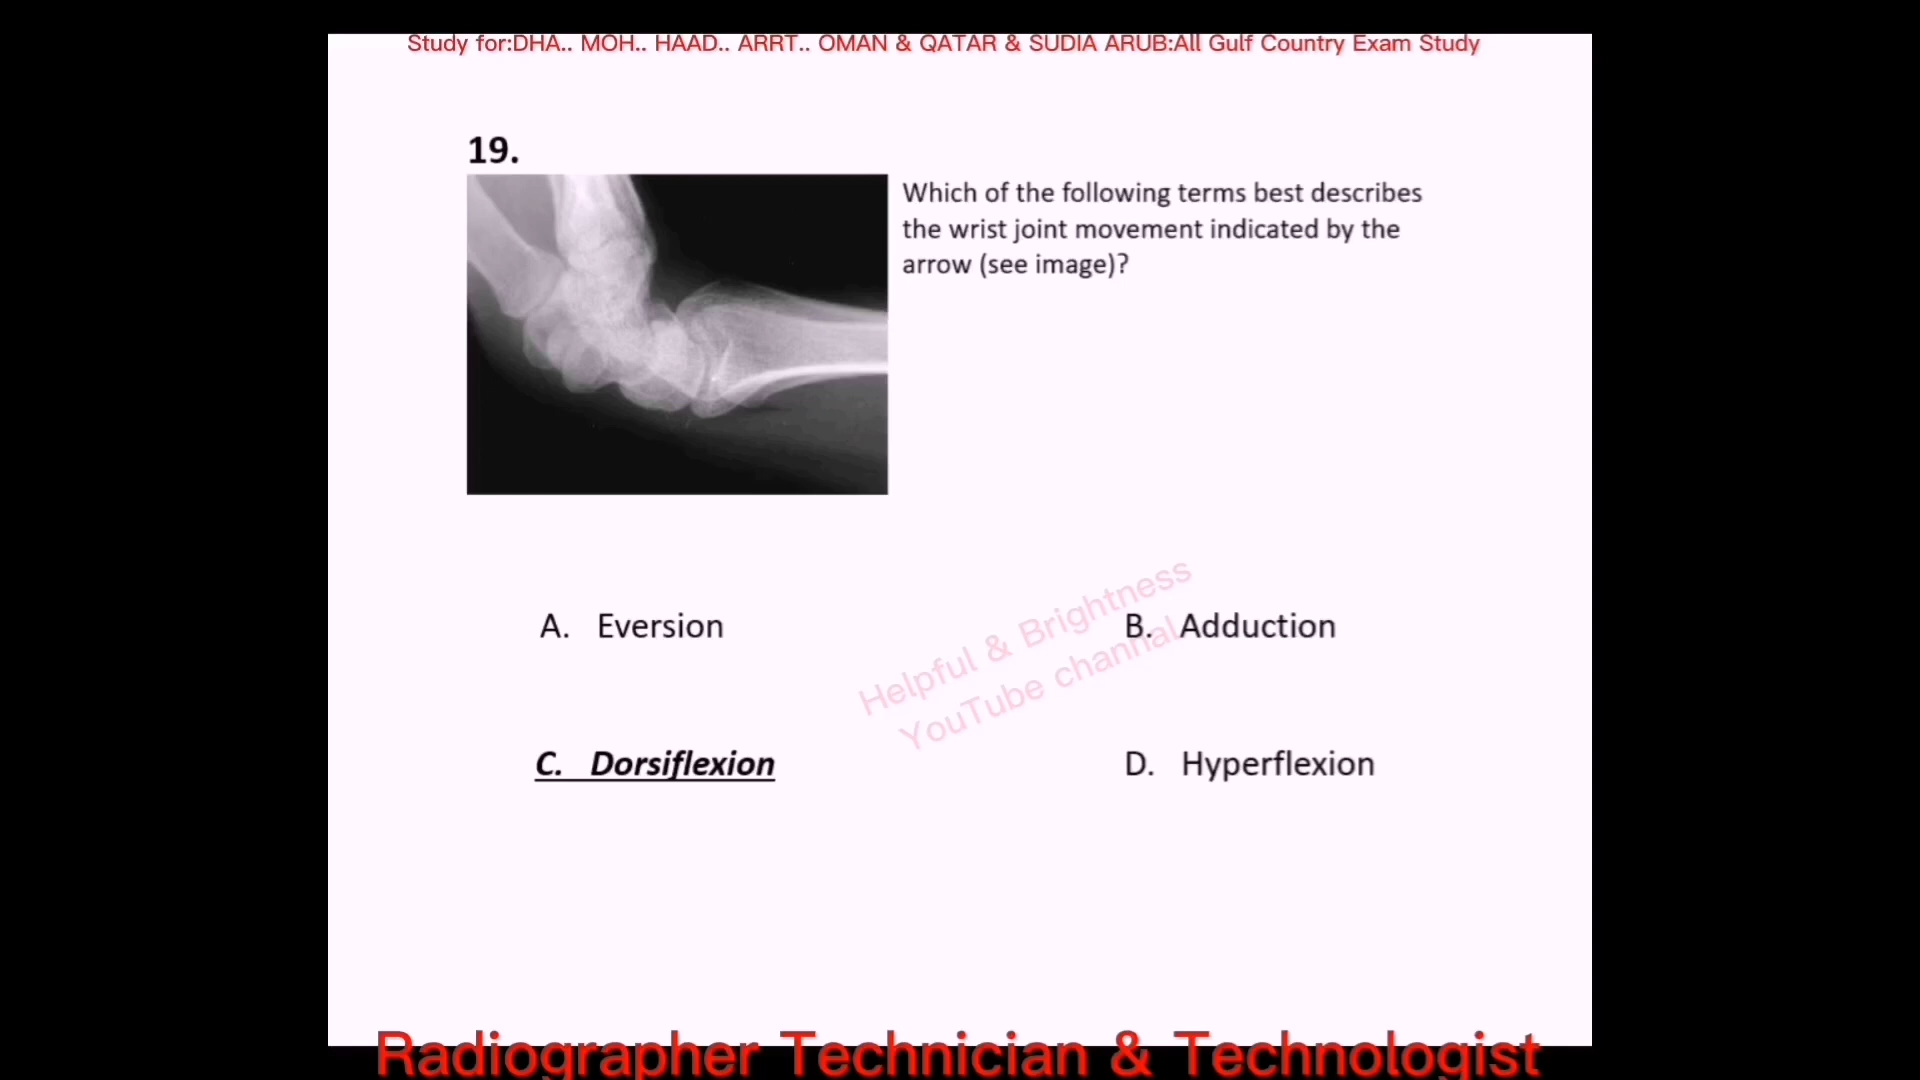 Study for:DHA.. MOH.. HAAD.. ARRT.. OMAN & QATAR & SUDIA ARUB:All Gulf Country Exam Study
19.
Which of the following terms best describes
the wrist joint movement indicated by the
arrow (see image)?
A. Eversion
B. Adduction
Helpful & Brightness
YouTube channal
C. Dorsiflexion
D. Hyperflexion
Radiographer Technician & Technologist